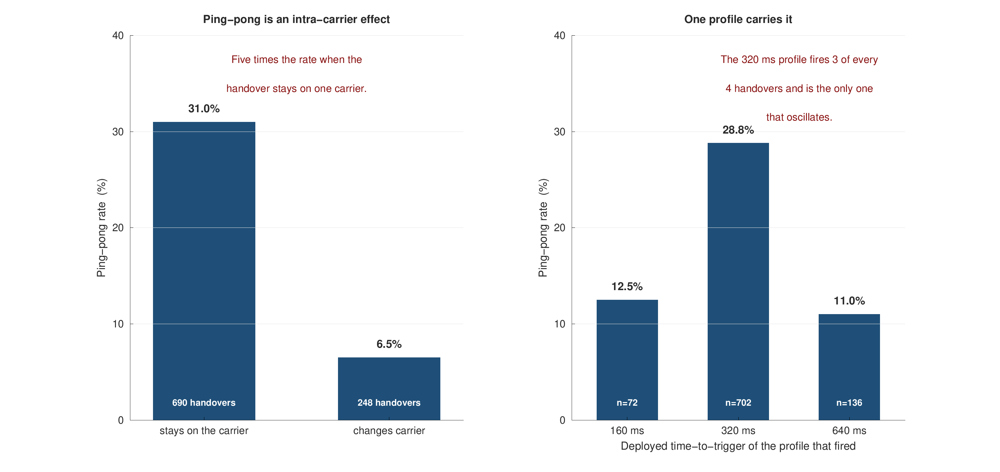 Ping–pong is an intra–carrier effect
40
30
20
10
0
Ping–pong rate (%)
Five times the rate when the
handover stays on one carrier.
31.0%
6.5%
690 handovers
248 handovers
stays on the carrier
changes carrier
One profile carries it
40
30
20
10
0
Ping–pong rate (%)
The 320 ms profile fires 3 of every
4 handovers and is the only one
that oscillates.
12.5%
28.8%
11.0%
n=72
n=702
n=136
160 ms
320 ms
640 ms
Deployed time–to–trigger of the profile that fired